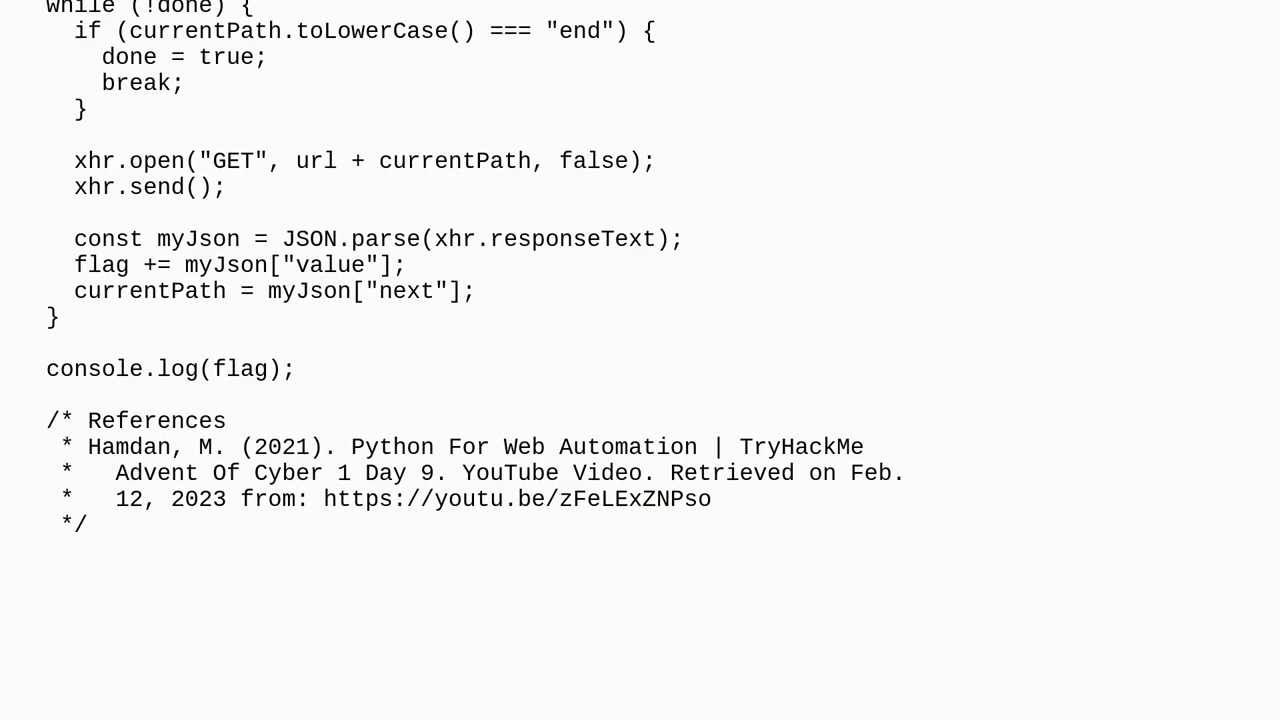 while (!done) {
if (currentPath.toLowerCase() === "end") {
done = true;
break;
}
xhr.open("GET", url + currentPath, false);
xhr.send();
const myJson = JSON.parse(xhr.responseText);
flag += myJson["value"];
currentPath = myJson["next"];
}
console.log(flag);
/* References
* Hamdan, M. (2021). Python For Web Automation | TryHackMe
* Advent Of Cyber 1 Day 9. YouTube Video. Retrieved on Feb.
* 12, 2023 from: https://youtu.be/zFeLExZNPso
*/